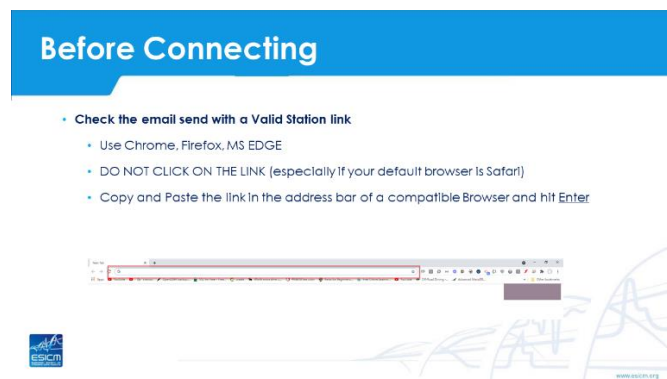 Before Connecting
• Check the email send with a Valid Station link
• Use Chrome, Firefox, MS EDGE
• DO NOT CLICK ON THE LINK (especially if your default browser is Safari)
• Copy and Paste the link in the address bar of a compatible Browser and hit Enter
ESICM
www.esicm.org